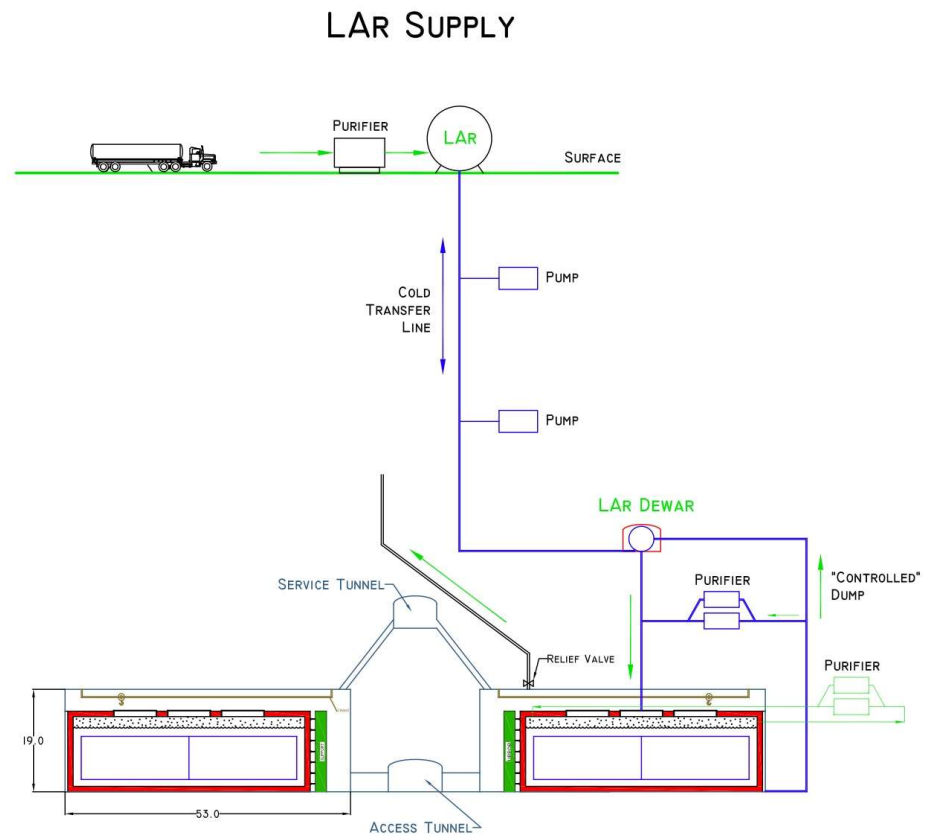 LAr Supply
Purifier
LAr
Surface
Pump
Cold
Transfer
Line
Pump
LAr Dewar
Purifier
"Controlled"
Dump
Service Tunnel
Relief Valve
Purifier
19.0
53.0
Access Tunnel